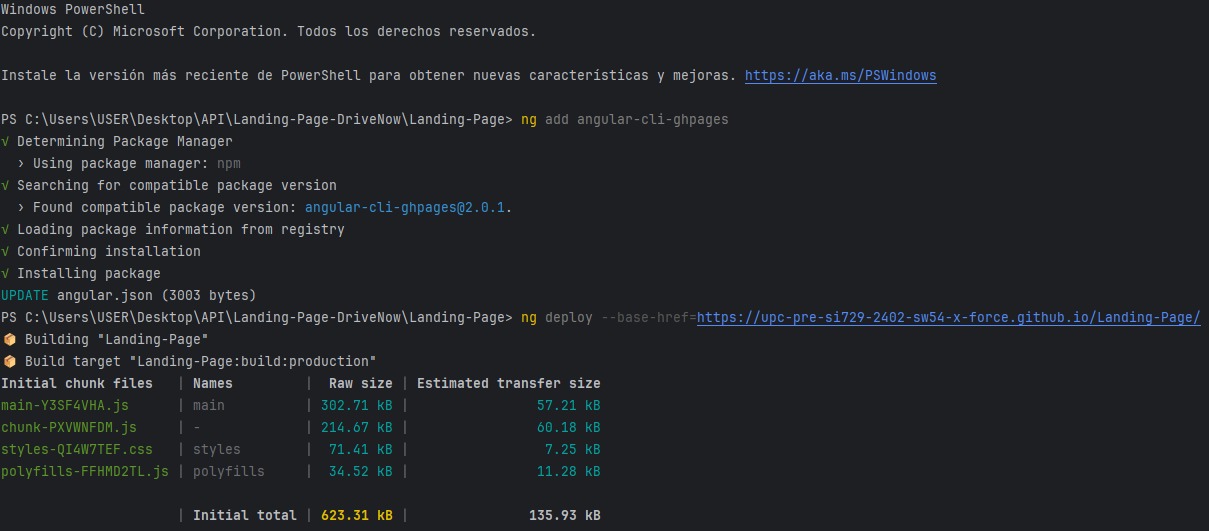 Windows PowerShell
Copyright (C) Microsoft Corporation. Todos los derechos reservados.
Instale la versión más reciente de PowerShell para obtener nuevas características y mejoras. https://aka.ms/PSWindows
PS C:\Users\USER\Desktop\API\Landing-Page-DriveNow\Landing-Page> ng add angular-cli-ghpages
√ Determining Package Manager
› Using package manager: npm
√ Searching for compatible package version
› Found compatible package version: angular-cli-ghpages@2.0.1.
√ Loading package information from registry
√ Confirming installation
√ Installing package
UPDATE angular.json (3003 bytes)
PS C:\Users\USER\Desktop\API\Landing-Page-DriveNow\Landing-Page> ng deploy --base-href=https://upc-pre-si729-2402-sw54-x-force.github.io/Landing-Page/
📦 Building "Landing-Page"
📦 Build target "Landing-Page:build:production"
Initial chunk files | Names | Raw size | Estimated transfer size
main-Y3SF4VHA.js | main | 302.71 kB | 57.21 kB
chunk-PXVWNFDM.js | - | 214.67 kB | 60.18 kB
styles-QI4W7TEF.css | styles | 71.41 kB | 7.25 kB
polyfills-FFHMD2TL.js | polyfills | 34.52 kB | 11.28 kB
| Initial total | 623.31 kB | 135.93 kB